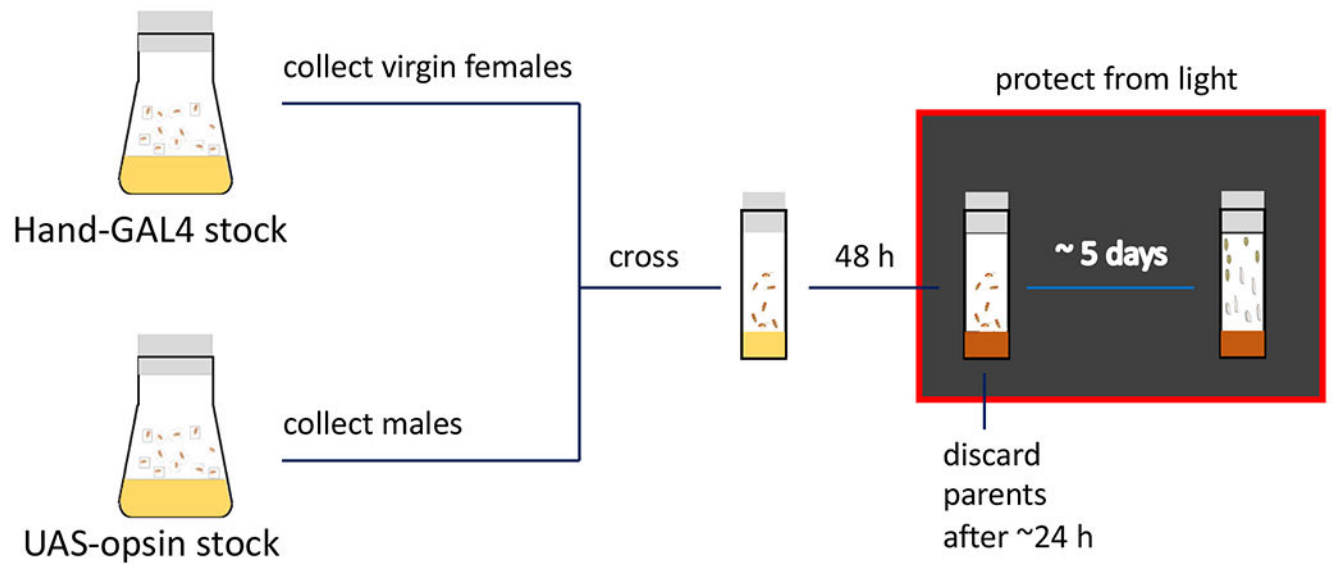 collect virgin females
protect from light
Hand-GAL4 stock
cross
48 h
~ 5 days
collect males
discard
parents
after ~24 h
UAS-opsin stock